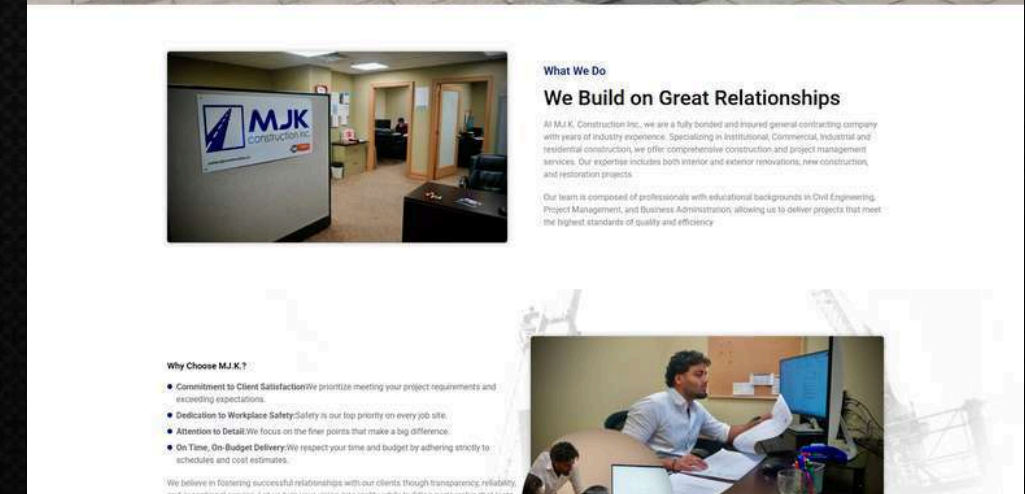 MJK
construction inc.
What We Do
We Build on Great Relationships
At M.J.K. Construction Inc., we are a fully bonded and insured general contracting company
with years of industry experience. Specializing in Institutional, Commercial, Industrial and
residential construction, we offer comprehensive construction and project management
services. Our expertise includes both interior and exterior renovations, new construction,
and restoration projects.
Our team is composed of professionals with educational backgrounds in Civil Engineering,
Project Management, and Business Administration, allowing us to deliver projects that meet
the highest standards of quality and efficiency
Why Choose M.J.K.?
Commitment to Client SatisfactionWe prioritize meeting your project requirements and
exceeding expectations.
Dedication to Workplace Safety:Safety is our top priority on every job site.
Attention to Detail:We focus on the finer points that make a big difference.
On Time, On-Budget Delivery:We respect your time and budget by adhering strictly to
schedules and cost estimates.
We believe in fostering successful relationships with our clients though transparency, reliability,